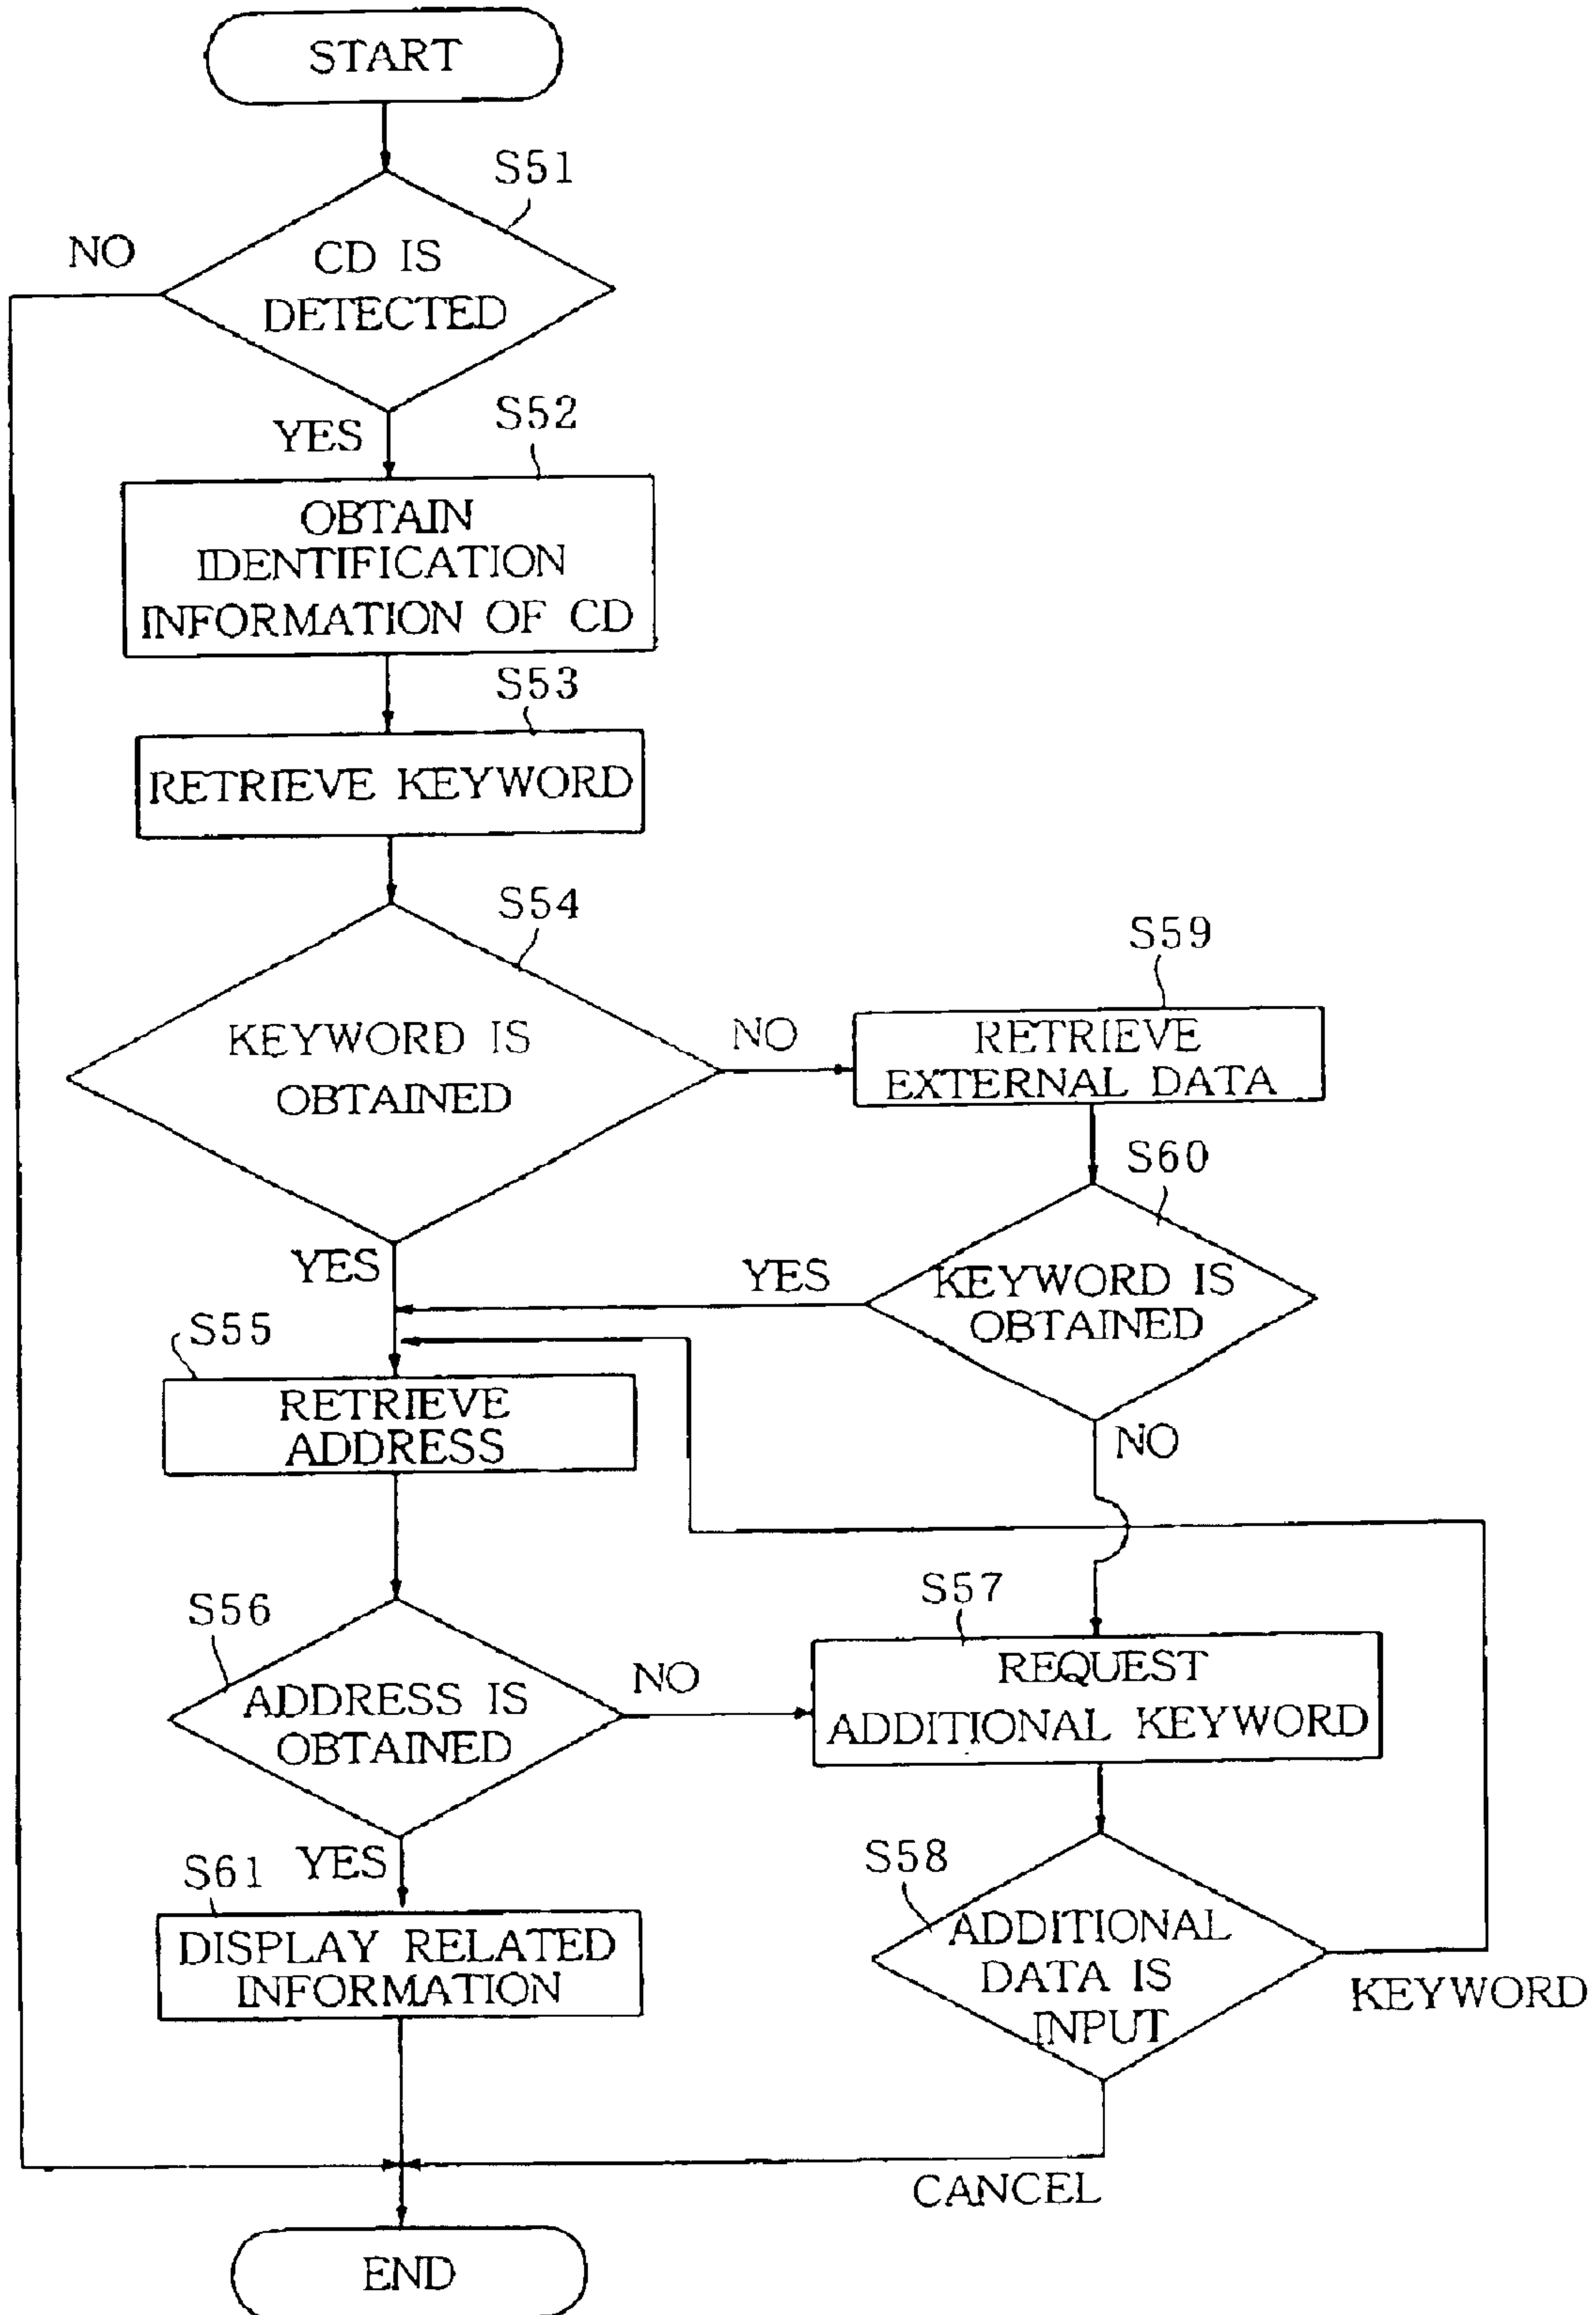 START
S51
NO
CD IS
DETECTED
YES
S52
OBTAIN
IDENTIFICATION
INFORMATION OF CD
S53
RETRIEVE KEYWORD
S54
KEYWORD IS
OBTAINED
NO
S59
RETRIEVE
EXTERNAL DATA
S60
KEYWORD IS
OBTAINED
YES
YES
NO
S55
RETRIEVE
ADDRESS
S56
ADDRESS IS
OBTAINED
NO
S57
REQUEST
ADDITIONAL KEYWORD
YES
S61
DISPLAY RELATED
INFORMATION
S58
ADDITIONAL
DATA IS
INPUT
KEYWORD
CANCEL
END